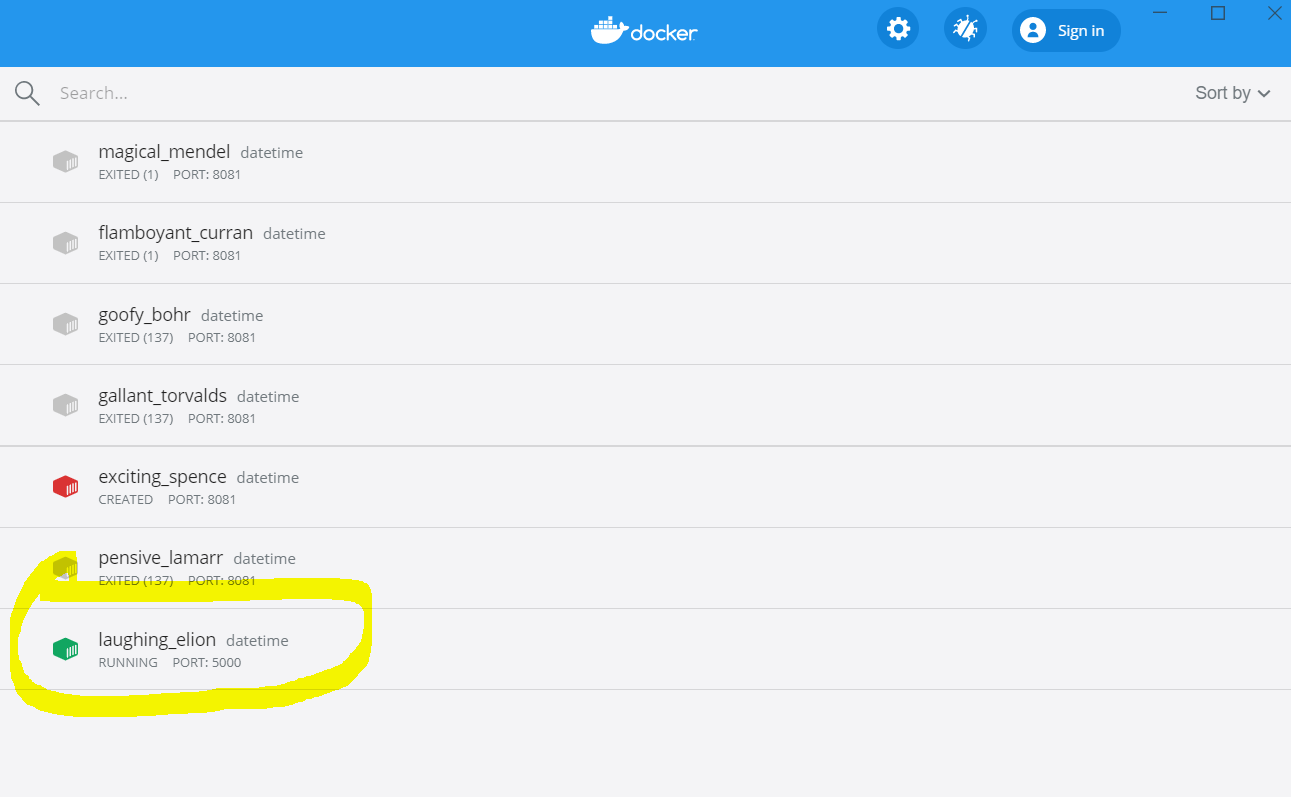 docker
Sign in
Search...
Sort by
magical_mendel datetime
EXITED (1) PORT: 8081
flamboyant_curran datetime
EXITED (1) PORT: 8081
goofy_bohr datetime
EXITED (137) PORT: 8081
gallant_torvalds datetime
EXITED (137) PORT: 8081
exciting_spence datetime
CREATED PORT: 8081
pensive_lamarr datetime
EXITED (137) PORT: 8081
laughing_elion datetime
RUNNING PORT: 5000